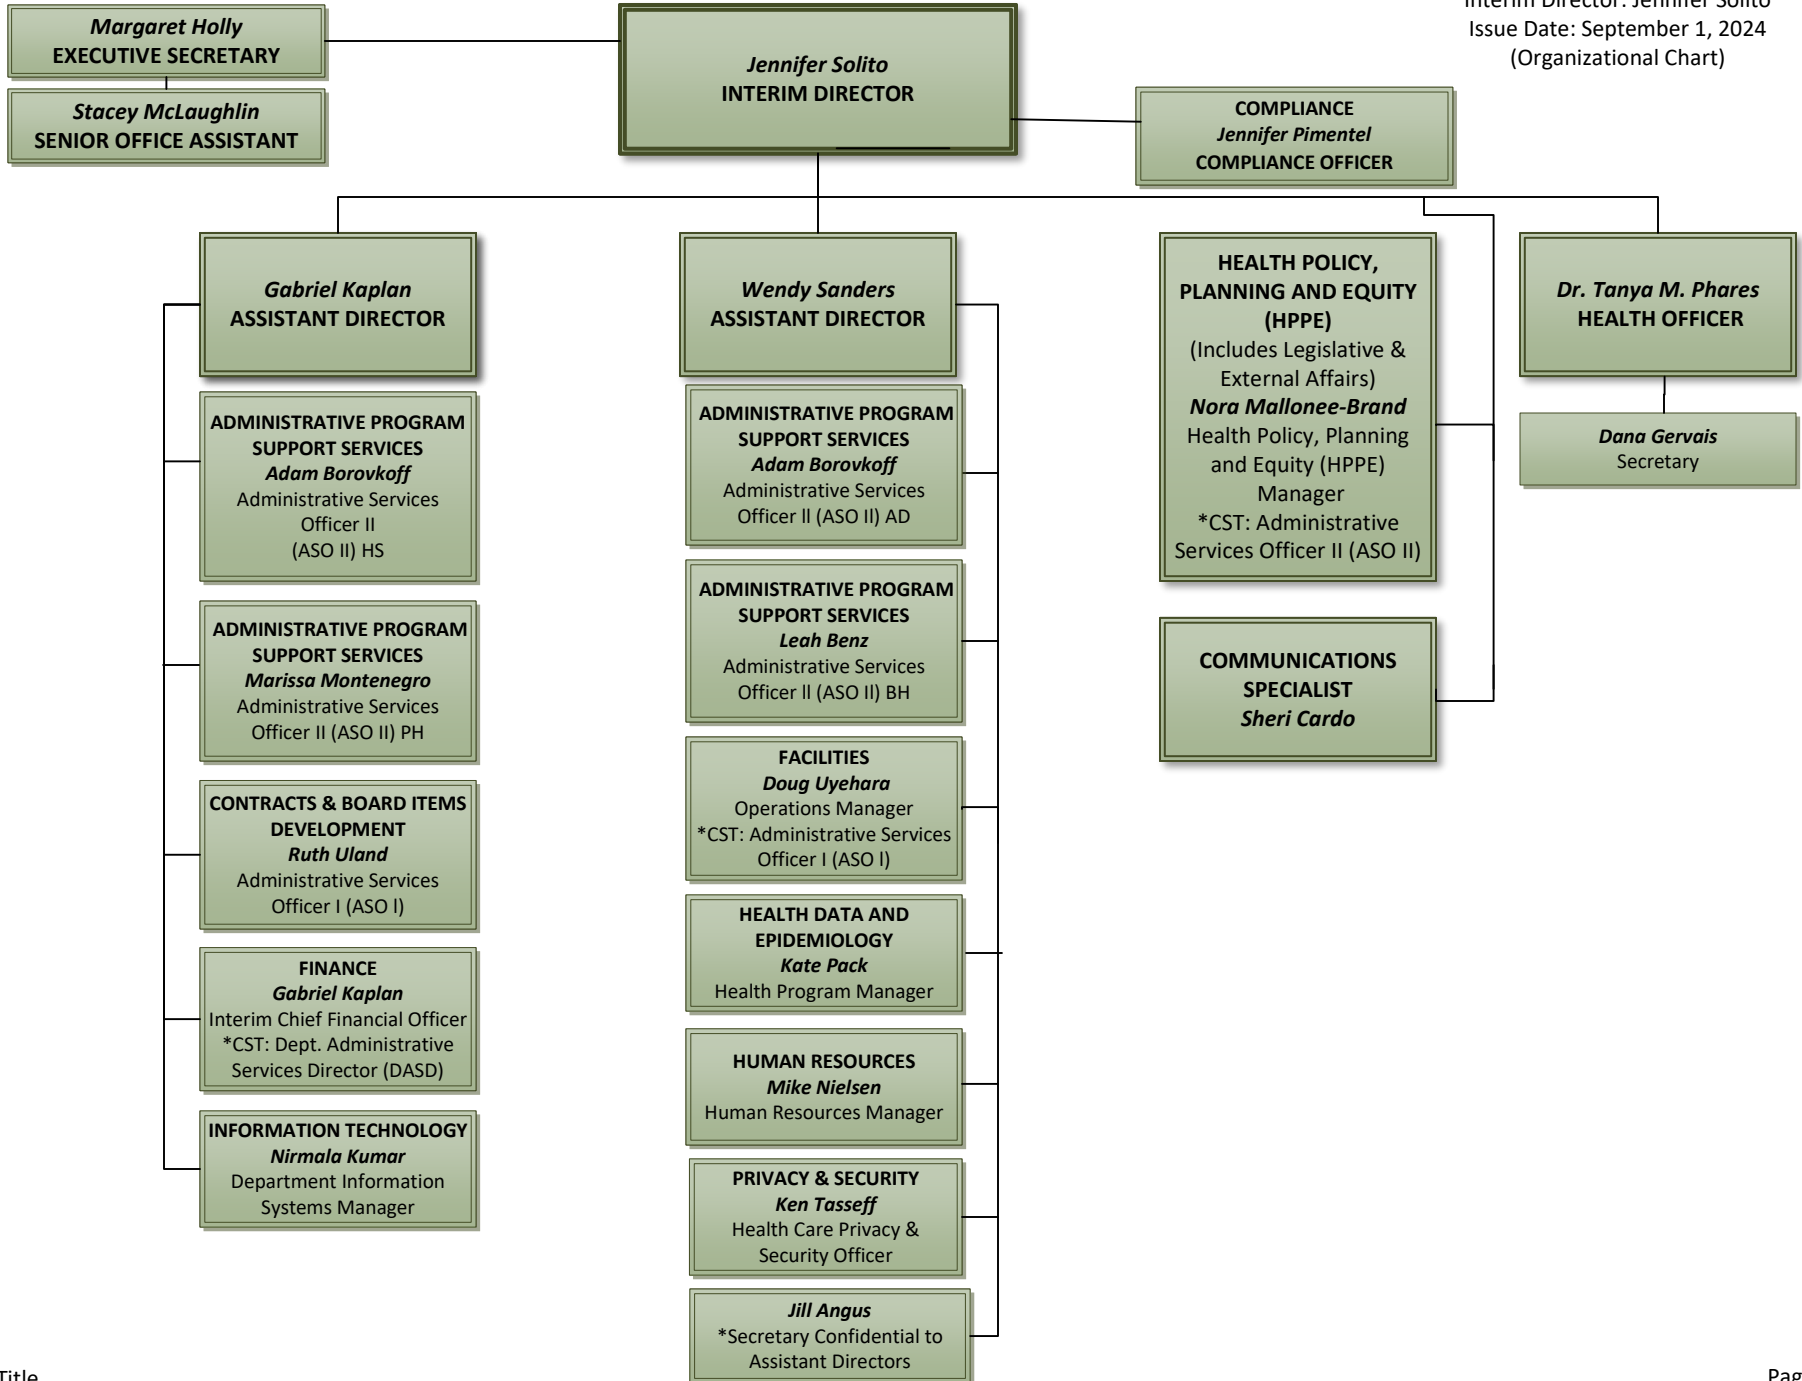 Interim Director: Jennifer Solito
Issue Date: September 1, 2024
(Organizational Chart)
Margaret Holly
EXECUTIVE SECRETARY
Stacey McLaughlin
SENIOR OFFICE ASSISTANT
Jennifer Solito
INTERIM DIRECTOR
COMPLIANCE
Jennifer Pimentel
COMPLIANCE OFFICER
Gabriel Kaplan
ASSISTANT DIRECTOR
ADMINISTRATIVE PROGRAM
SUPPORT SERVICES
Adam Borovkoff
Administrative Services
Officer II
(ASO II) HS
ADMINISTRATIVE PROGRAM
SUPPORT SERVICES
Marissa Montenegro
Administrative Services
Officer II (ASO II) PH
CONTRACTS & BOARD ITEMS
DEVELOPMENT
Ruth Uland
Administrative Services
Officer I (ASO l)
FINANCE
Gabriel Kaplan
Interim Chief Financial Officer
*CST: Dept. Administrative
Services Director (DASD)
INFORMATION TECHNOLOGY
Nirmala Kumar
Department Information
Systems Manager
Wendy Sanders
ASSISTANT DIRECTOR
ADMINISTRATIVE PROGRAM
SUPPORT SERVICES
Adam Borovkoff
Administrative Services
Officer ll (ASO II) AD
ADMINISTRATIVE PROGRAM
SUPPORT SERVICES
Leah Benz
Administrative Services
Officer ll (ASO II) BH
FACILITIES
Doug Uyehara
Operations Manager
*CST: Administrative Services
Officer I (ASO l)
HEALTH DATA AND
EPIDEMIOLOGY
Kate Pack
Health Program Manager
HUMAN RESOURCES
Mike Nielsen
Human Resources Manager
PRIVACY & SECURITY
Ken Tasseff
Health Care Privacy &
Security Officer
Jill Angus
*Secretary Confidential to
Assistant Directors
HEALTH POLICY,
PLANNING AND EQUITY
(HPPE)
(Includes Legislative &
External Affairs)
Nora Mallonee-Brand
Health Policy, Planning
and Equity (HPPE)
Manager
*CST: Administrative
Services Officer II (ASO II)
COMMUNICATIONS
SPECIALIST
Sheri Cardo
Dr. Tanya M. Phares
HEALTH OFFICER
Dana Gervais
Secretary
Title
Pag